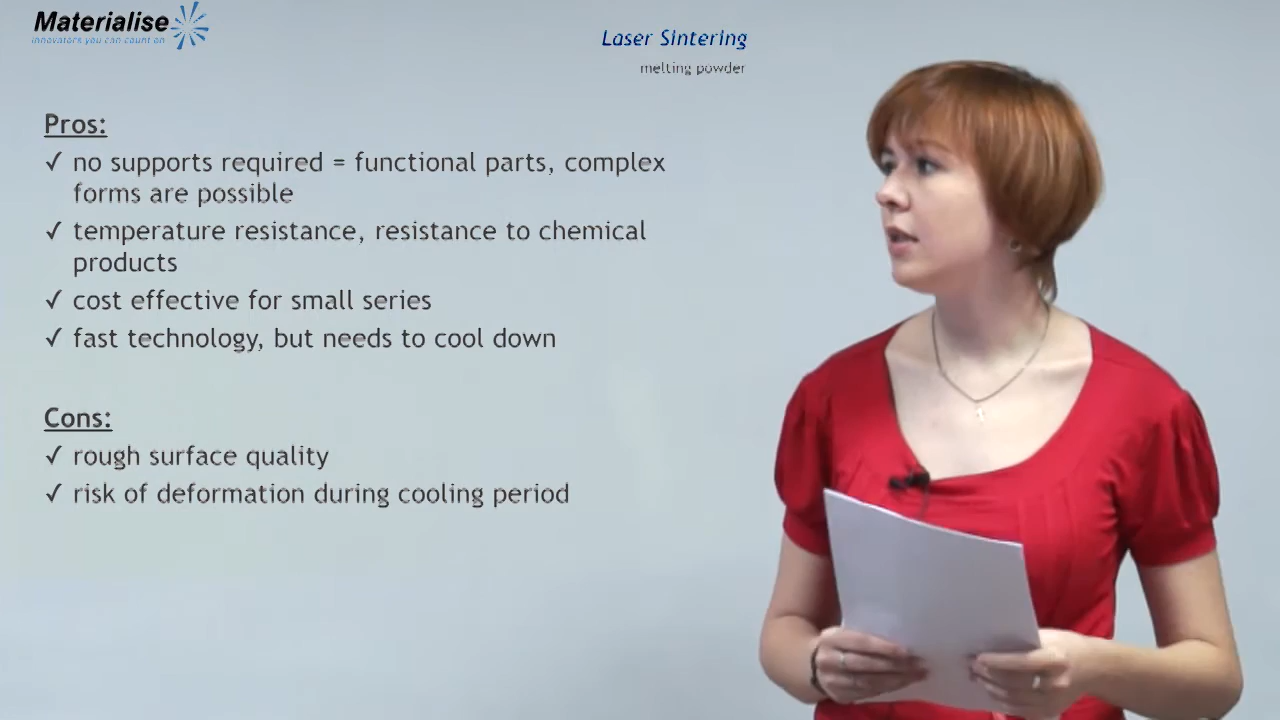 Materialise
innovators you can count on
Laser Sintering
melting powder
Pros:
✓ no supports required = functional parts, complex
forms are possible
✓ temperature resistance, resistance to chemical
products
✓ cost effective for small series
✓ fast technology, but needs to cool down
Cons:
✓ rough surface quality
✓ risk of deformation during cooling period